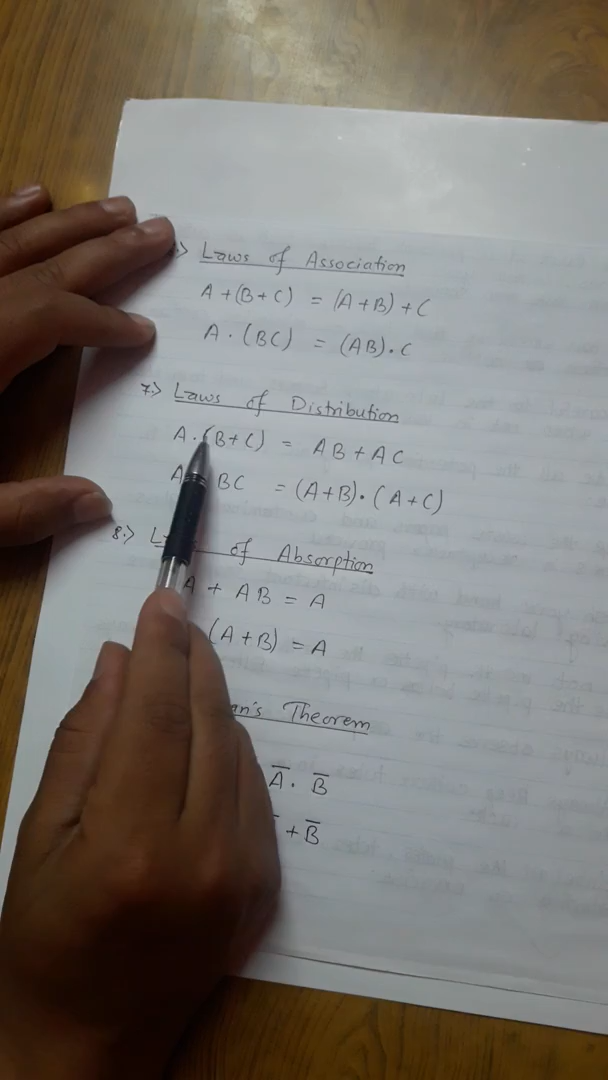 Laws of Association
A + (B + C) = (A + B) + C
A · (BC) = (AB) · C
7.) Laws of Distribution
A · (B + C) = AB + AC
A BC = (A+B) · (A+C)
8.) of Absorption
A + AB = A
(A+B) = A
Theorem
A̅ · B̅
+ B̅